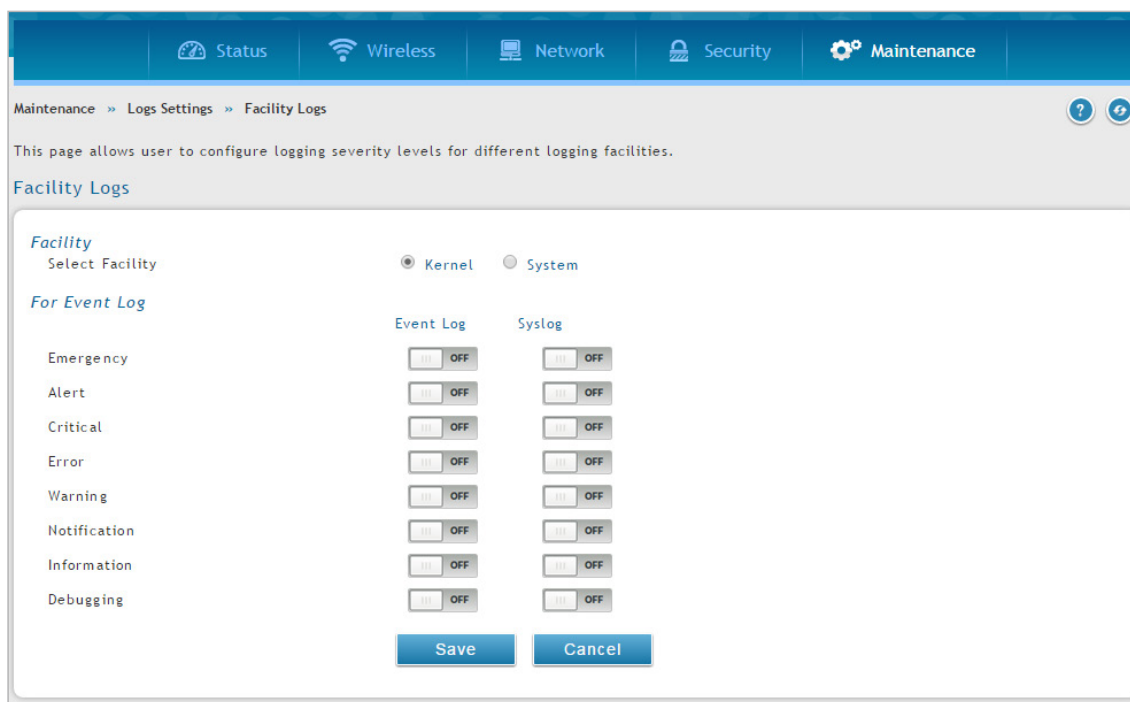 Status Wireless Network Security Maintenance
Maintenance » Logs Settings » Facility Logs ?
This page allows user to configure logging severity levels for different logging facilities.
Facility Logs
Facility
Select Facility Kernel System
For Event Log
Event Log Syslog
Emergency OFF OFF
Alert OFF OFF
Critical OFF OFF
Error OFF OFF
Warning OFF OFF
Notification OFF OFF
Information OFF OFF
Debugging OFF OFF
Save Cancel